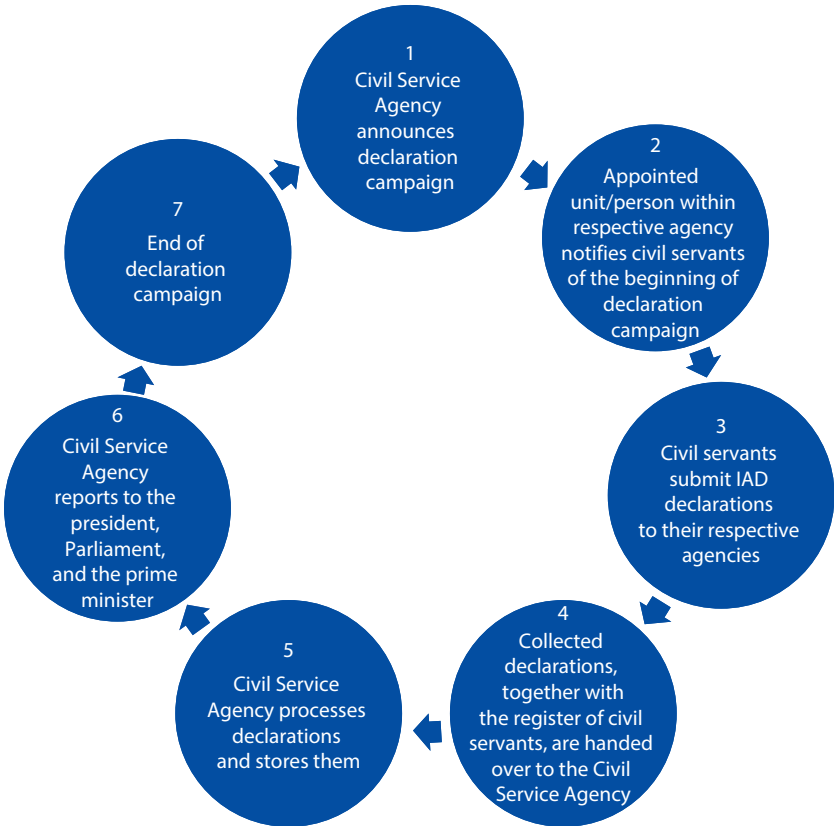 1
Civil Service
Agency
announces
declaration
campaign
2
Appointed
unit/person within
respective agency
notifies civil servants
of the beginning of
declaration
campaign
3
Civil servants
submit IAD
declarations
to their respective
agencies
4
Collected
declarations,
together with
the register of civil
servants, are handed
over to the Civil
Service Agency
5
Civil Service
Agency processes
declarations
and stores them
6
Civil Service
Agency
reports to the
president,
Parliament,
and the prime
minister
7
End of
declaration
campaign